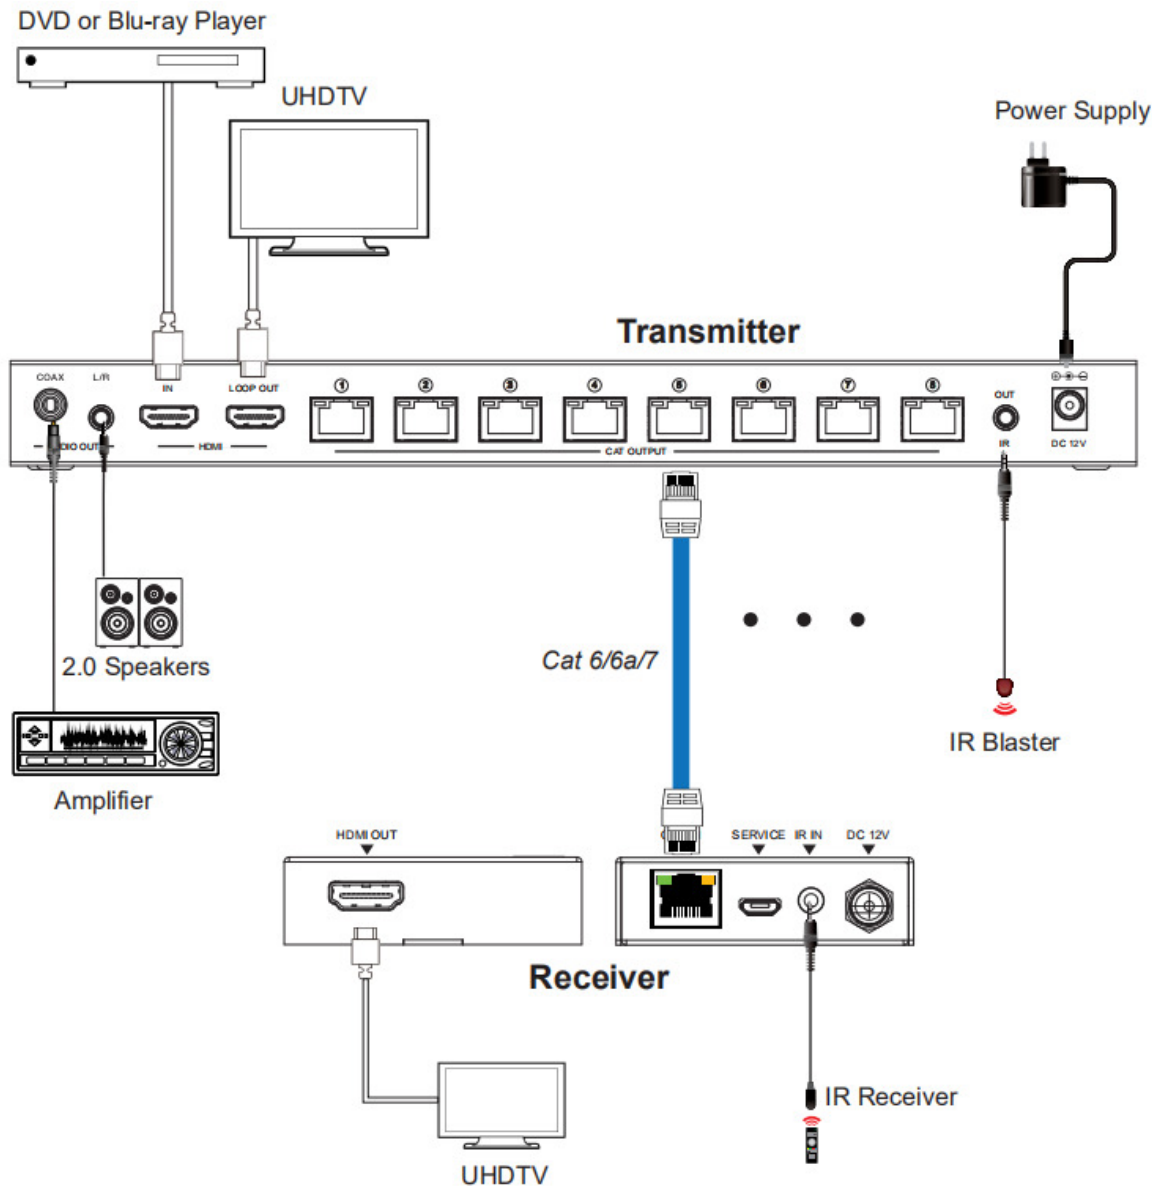 DVD or Blu-ray Player
UHDTV
Power Supply
Transmitter
COAX L/R IN LOOP OUT ① ② ③ ④ ⑤ ⑥ ⑦ ⑧ OUT
HDMI CAT OUTPUT IR DC 12V
Cat 6/6a/7
2.0 Speakers
IR Blaster
Amplifier
HDMI OUT SERVICE IR IN DC 12V
Receiver
IR Receiver
UHDTV